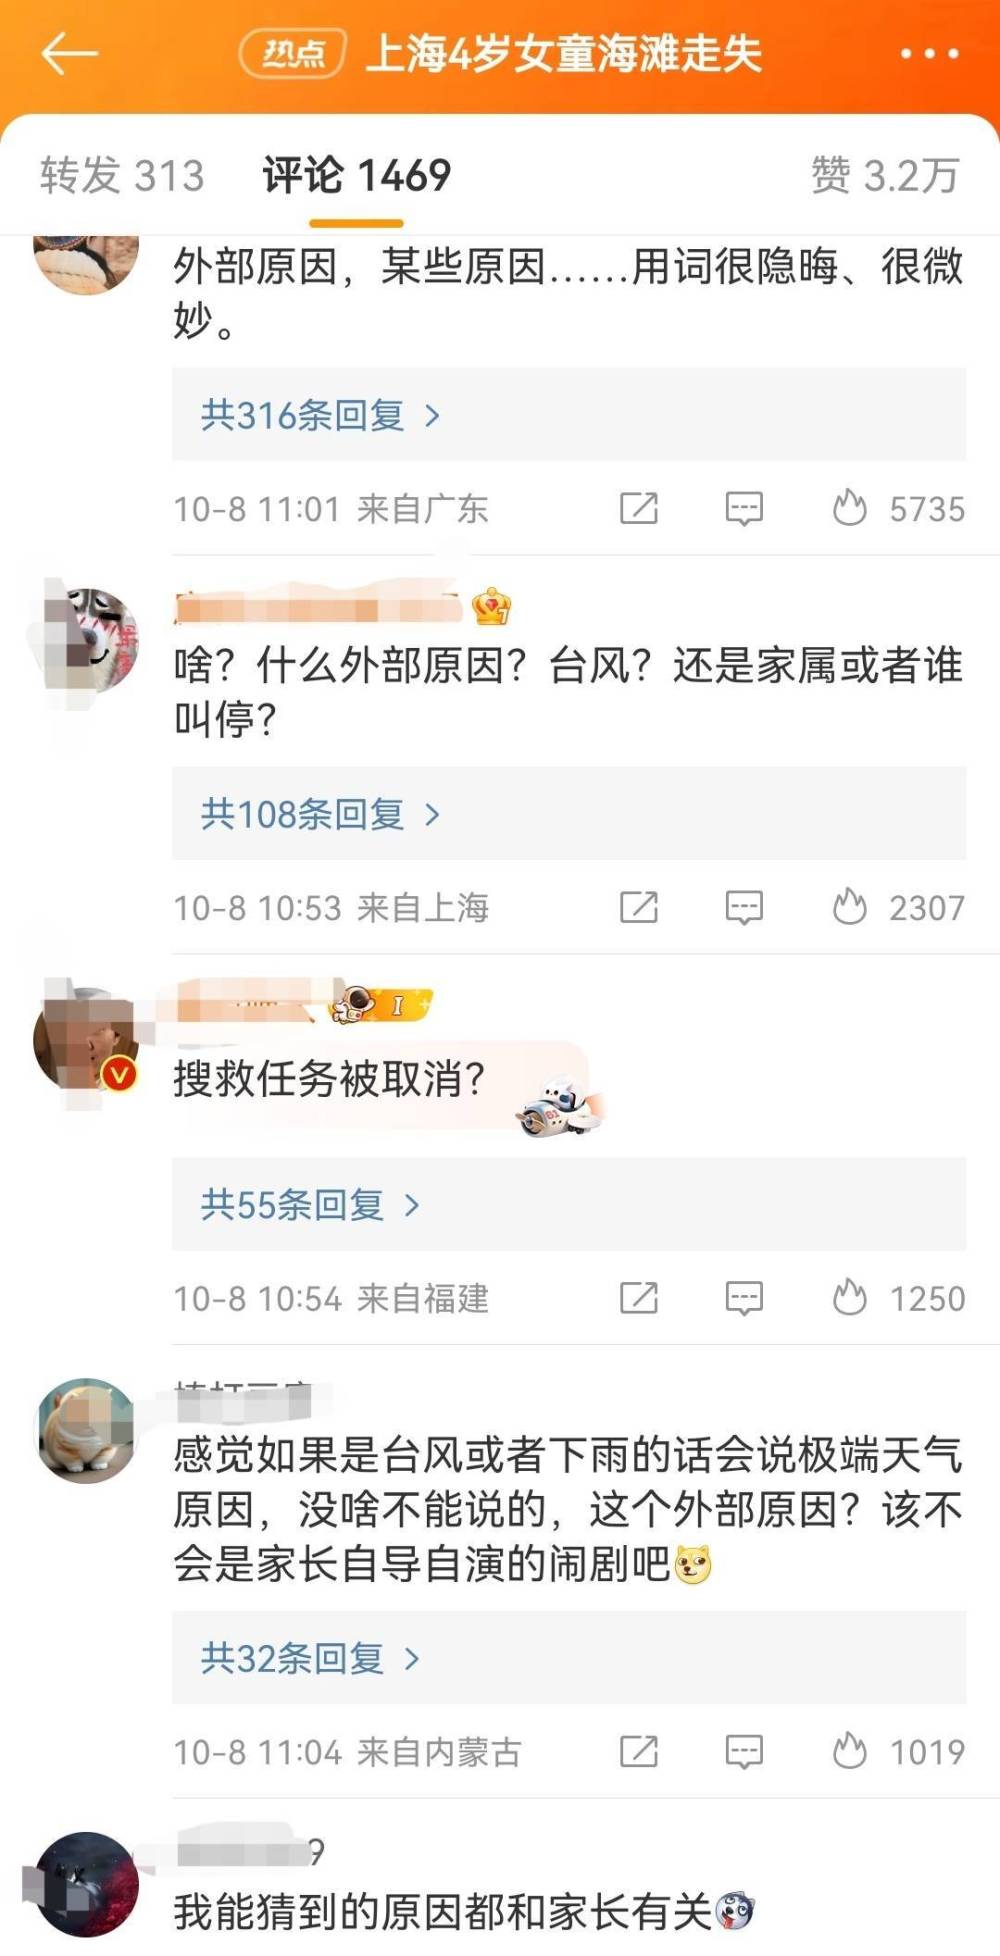 热点 上海4岁女童海滩走失
转发 313 评论 1469 赞 3.2万
外部原因，某些原因……用词很隐晦、很微
妙。
共316条回复 >
10-8 11:01 来自广东 5735
啥？什么外部原因？台风？还是家属或者谁
叫停？
共108条回复 >
10-8 10:53 来自上海 2307
I
搜救任务被取消？
共55条回复 >
10-8 10:54 来自福建 1250
感觉如果是台风或者下雨的话会说极端天气
原因，没啥不能说的，这个外部原因？该不
会是家长自导自演的闹剧吧
共32条回复 >
10-8 11:04 来自内蒙古 1019
9
我能猜到的原因都和家长有关